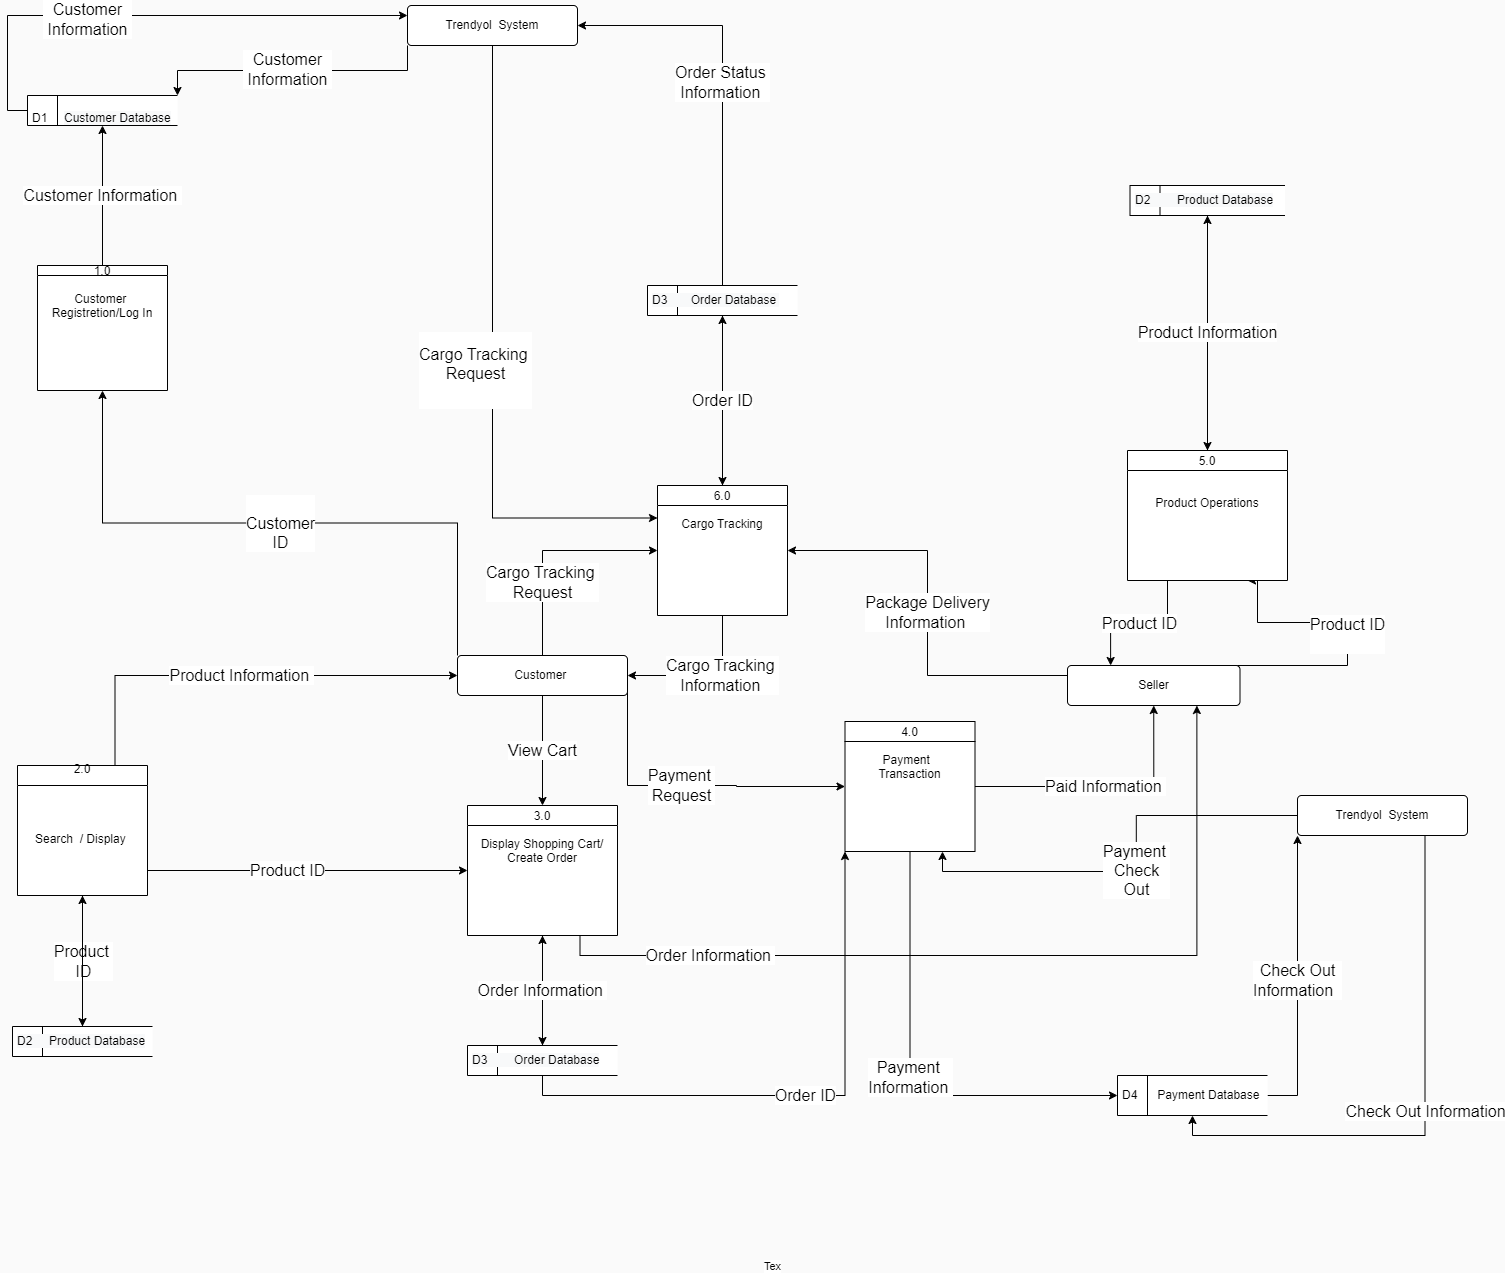 Customer
Information
Trendyol  System
Customer
Information
Order Status
Information
D1
Customer Database
Customer Information
D2
Product Database
1.0
Customer
Registretion/Log In
D3
Order Database
Product Information
Cargo Tracking
Request
Order ID
5.0
Product Operations
6.0
Cargo Tracking
Customer
ID
Cargo Tracking
Request
Package Delivery
Information
Product ID
Product ID
Product Information
Customer
Cargo Tracking
Information
Seller
4.0
Payment
Transaction
View Cart
2.0
Search  / Display
Payment
Request
Paid Information
3.0
Display Shopping Cart/
Create Order
Trendyol  System
Payment
Check
Out
Product ID
Product
ID
Order Information
Order Information
Check Out
Information
D2
Product Database
D3
Order Database
Payment
Information
Order ID
D4
Payment Database
Check Out Information
Tex